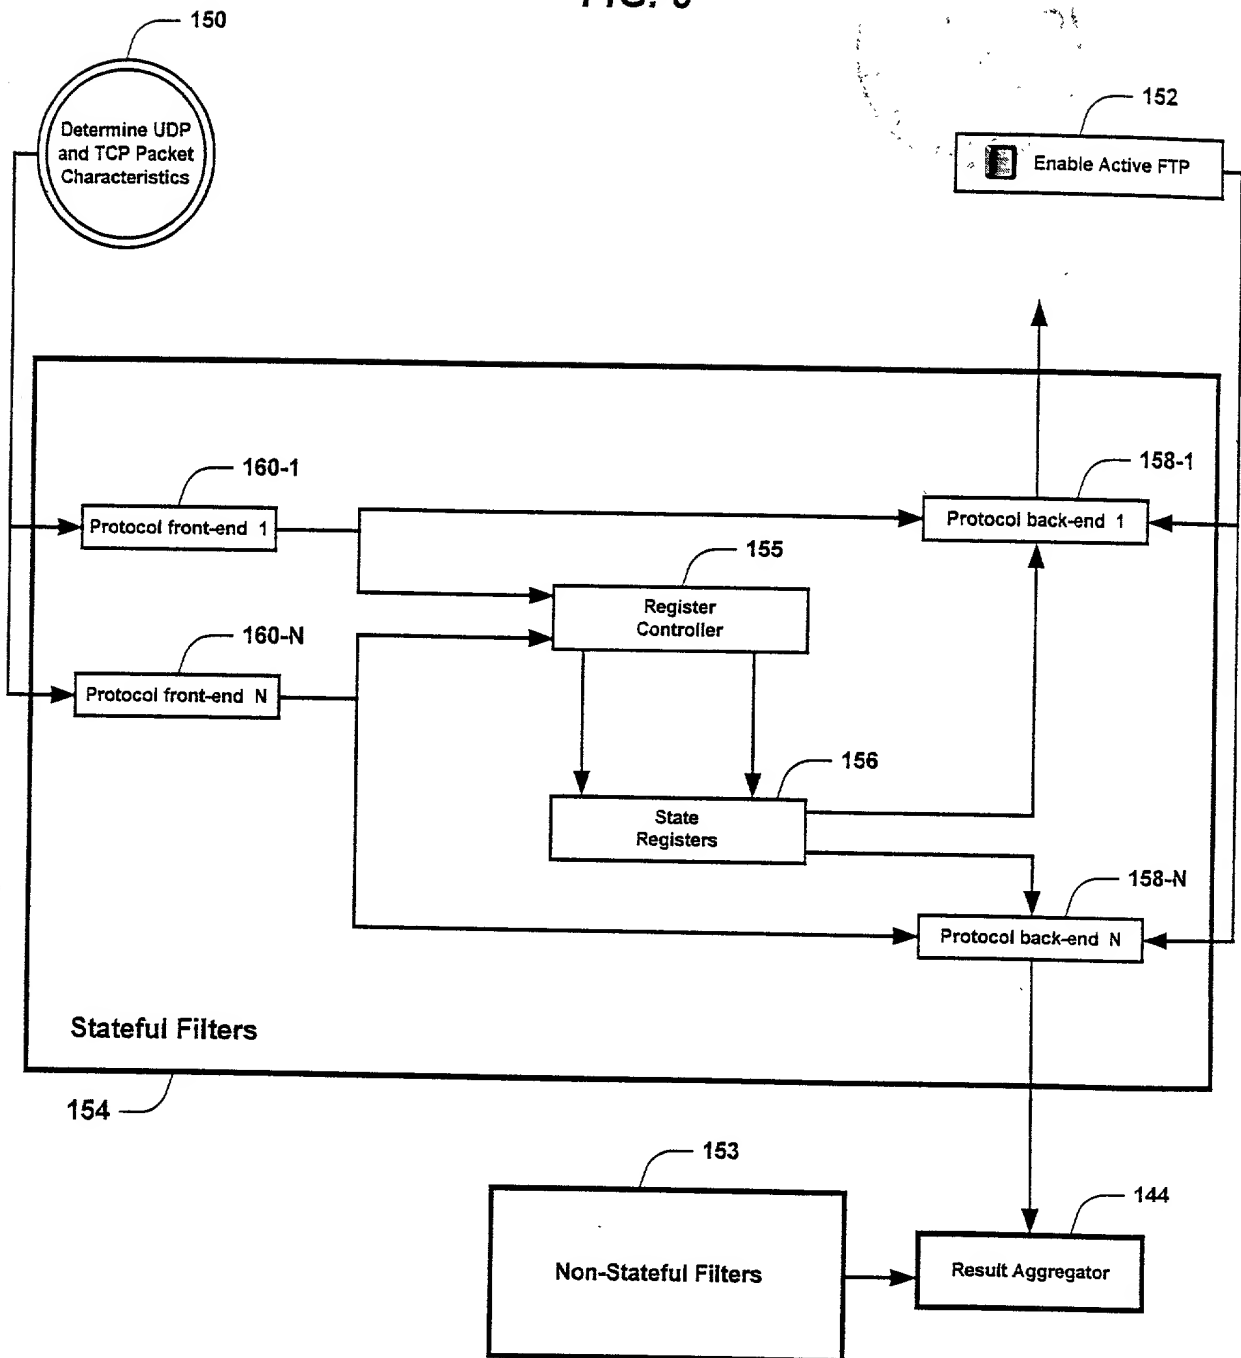 150
152
Determine UDP
and TCP Packet
Characteristics
Enable Active FTP
160-1
158-1
Protocol front-end 1
Protocol back-end 1
155
Register
Controller
160-N
Protocol front-end N
156
State
Registers
158-N
Protocol back-end N
Stateful Filters
154
153
144
Non-Stateful Filters
Result Aggregator